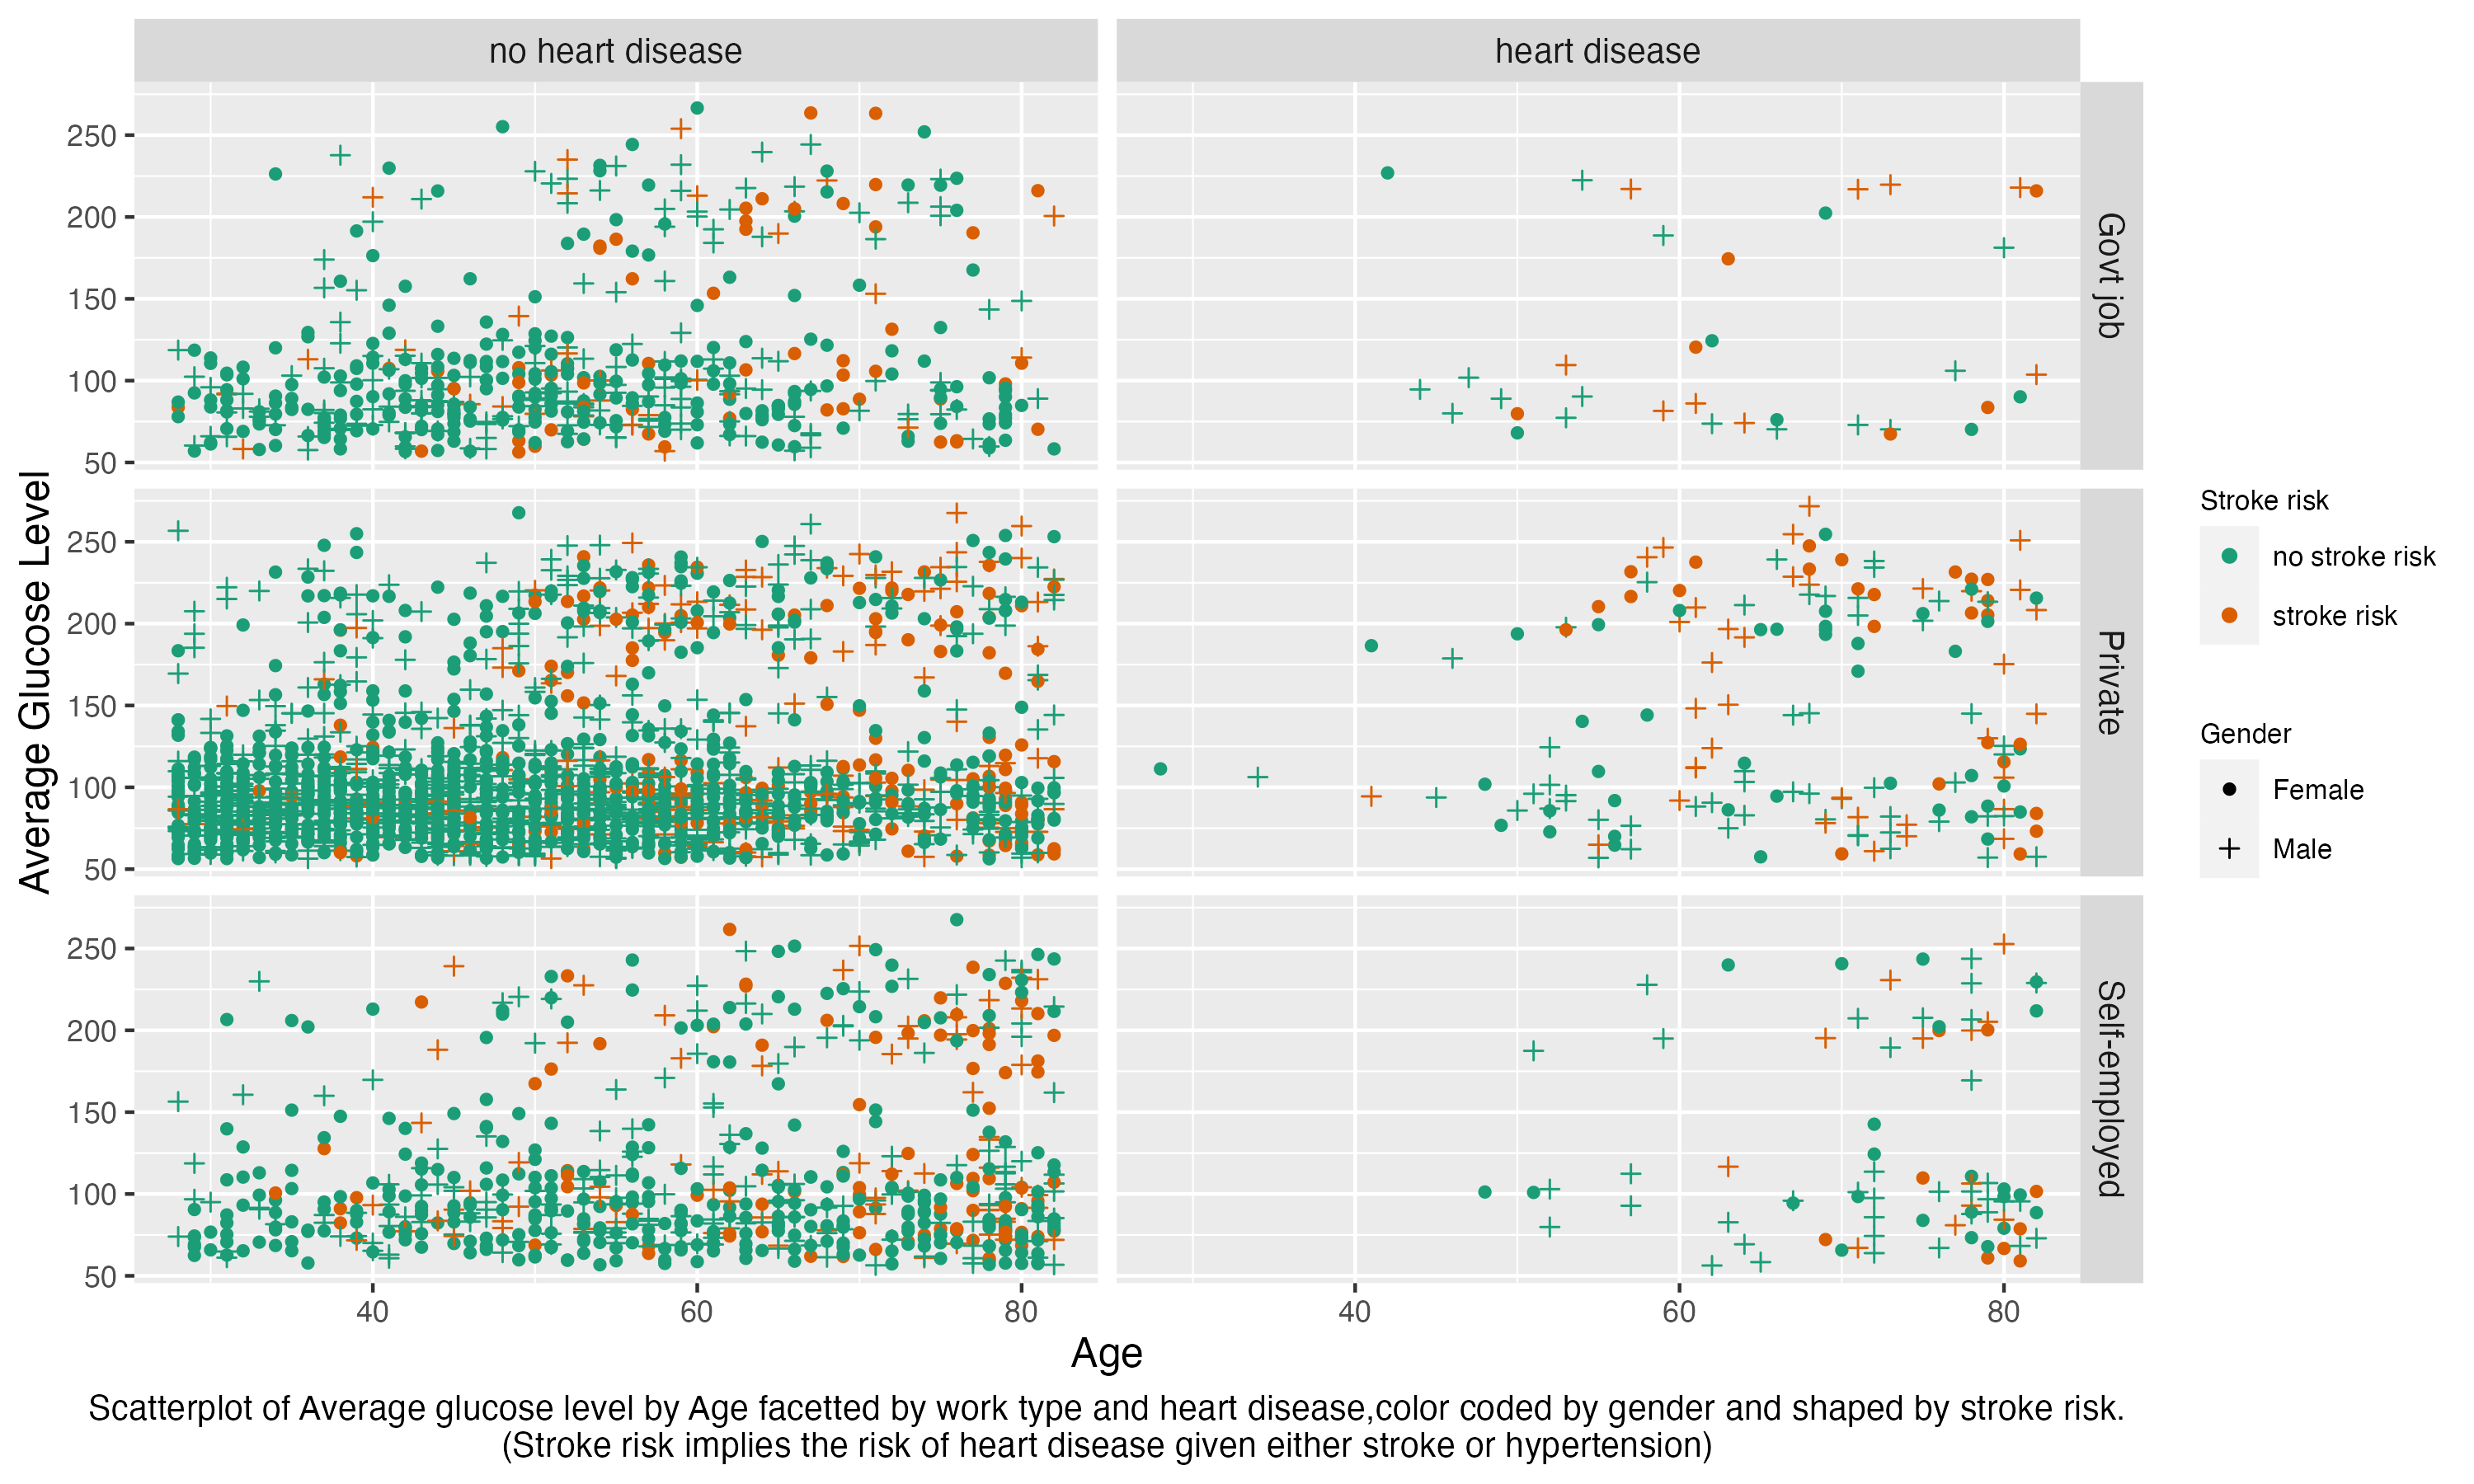 no heart disease
heart disease
250
200
150
100
50
Govt job
250
200
150
100
50
Private
250
200
150
100
50
Self-employed
Average Glucose Level
40
60
80
40
60
80
Age
Stroke risk
no stroke risk
stroke risk
Gender
Female
Male
Scatterplot of Average glucose level by Age facetted by work type and heart disease,color coded by gender and shaped by stroke risk.
(Stroke risk implies the risk of heart disease given either stroke or hypertension)